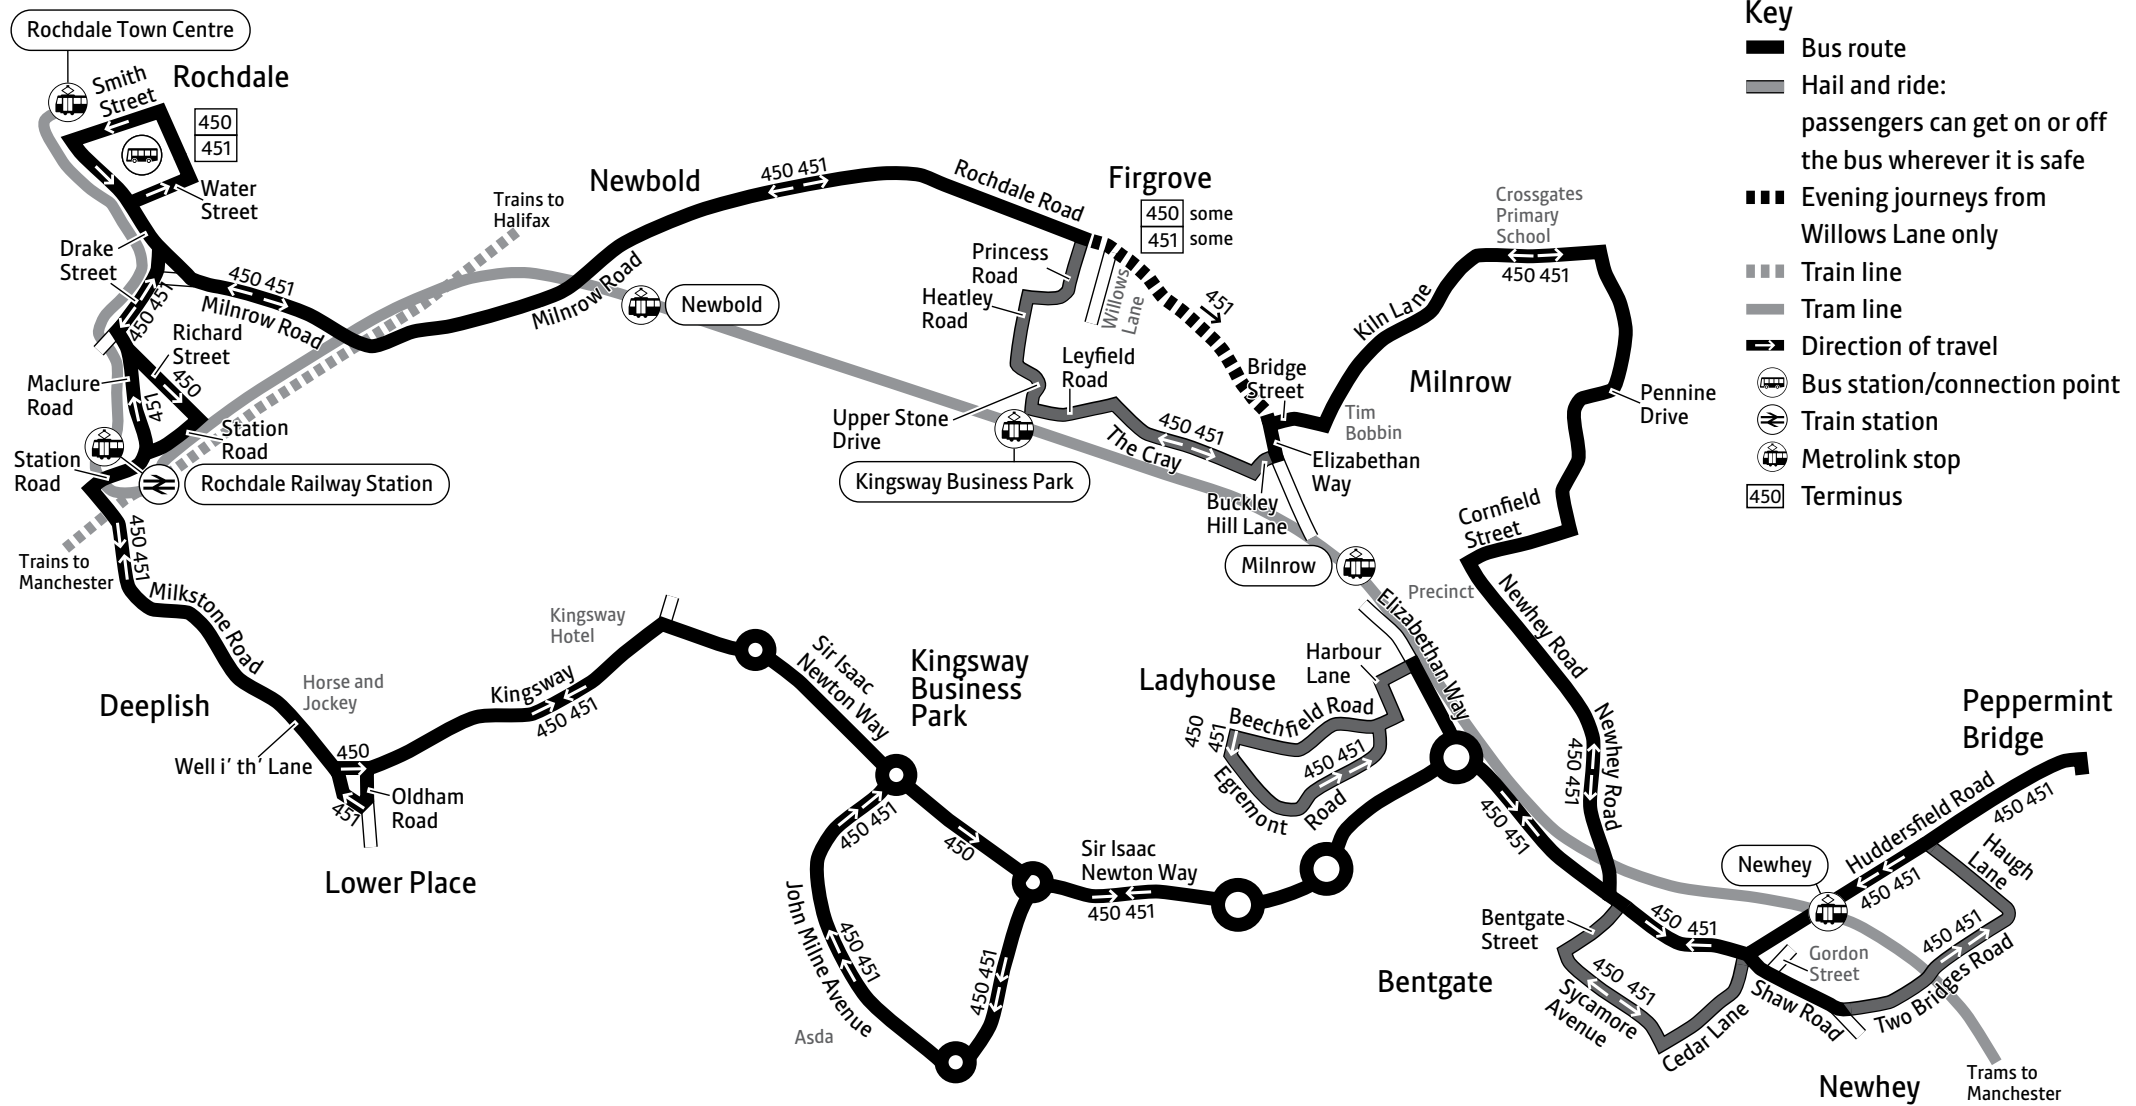 Rochdale Town Centre
Smith
Street
Rochdale
450
451
Water
Street
Drake
Street
450 451
Milnrow Road
450 451
Richard
Street
450
Maclure
Road
451
Station
Road
Station
Road
Rochdale Railway Station
Trains to
Manchester
450 451
Milkstone Road
Trains to
Halifax
Newbold
450 451
Milnrow Road
Newbold
Rochdale Road
Firgrove
450 some
451 some
Princess
Road
Heatley
Road
Willows
Lane
451
Leyfield
Road
Upper Stone
Drive
Kingsway Business Park
The Cray
450 451
Bridge
Street
Tim
Bobbin
Elizabethan
Way
Buckley
Hill Lane
Milnrow
Kiln Lane
Milnrow
Crossgates
Primary
School
450 451
Pennine
Drive
Cornfield
Street
Precinct
Newhey Road
Newhey Road
450 451
Elizabethan Way
Harbour
Lane
Ladyhouse
Beechfield Road
450
451
450 451
Egremont
Road
Deeplish
Horse and
Jockey
Well i' th' Lane
450
451
Oldham
Road
Lower Place
Kingsway
Hotel
Kingsway
450 451
Sir Isaac
Newton Way
Kingsway
Business
Park
450 451
450
John Milne Avenue
450 451
450 451
Asda
Sir Isaac
Newton Way
450 451
450 451
Bentgate
Street
Bentgate
450 451
Sycamore
Avenue
Cedar Lane
450 451
Newhey
Gordon
Street
Shaw Road
Two Bridges Road
450 451
Haugh
Lane
Huddersfield Road
450 451
450 451
Peppermint
Bridge
Newhey
Trams to
Manchester
Key
Bus route
Hail and ride:
passengers can get on or off
the bus wherever it is safe
Evening journeys from
Willows Lane only
Train line
Tram line
Direction of travel
Bus station/connection point
Train station
Metrolink stop
450 Terminus